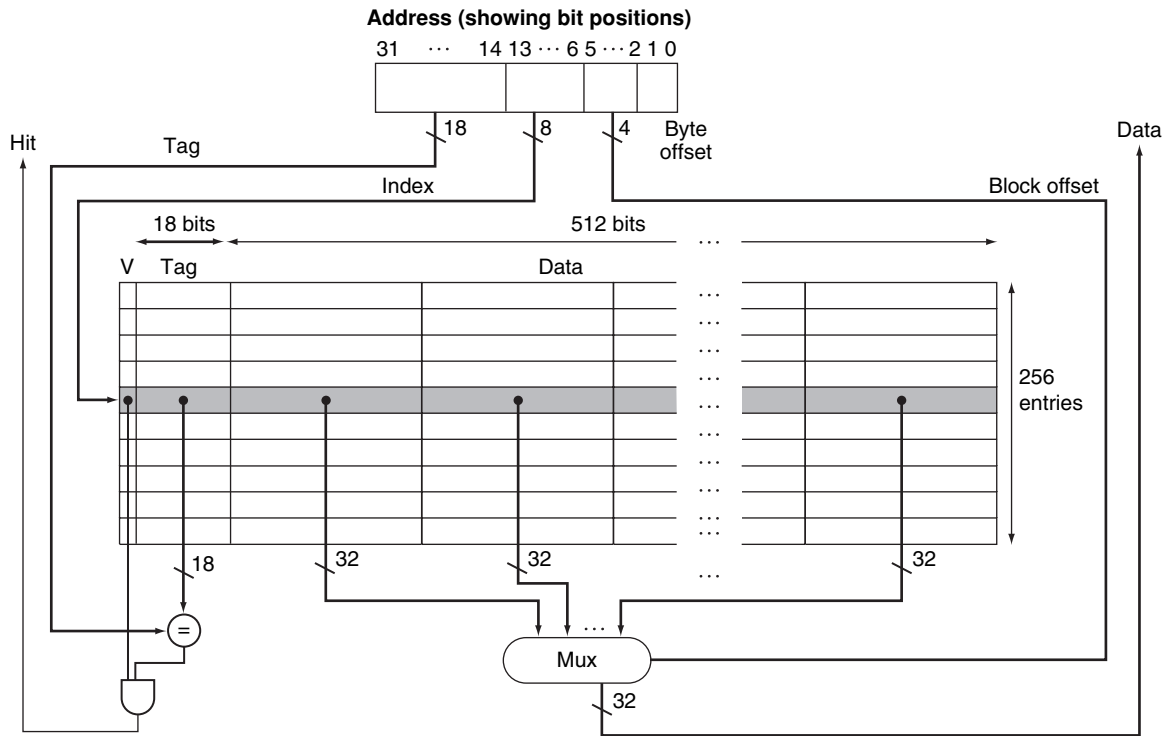 Address (showing bit positions)
31 ... 14 13 ... 6 5 ... 2 1 0
18
8
4
Byte
offset
Hit
Tag
Data
Index
Block offset
18 bits
512 bits
...
V
Tag
Data
...
...
...
...
...
...
...
...
...
...
256
entries
18
32
32
...
32
=
...
Mux
32